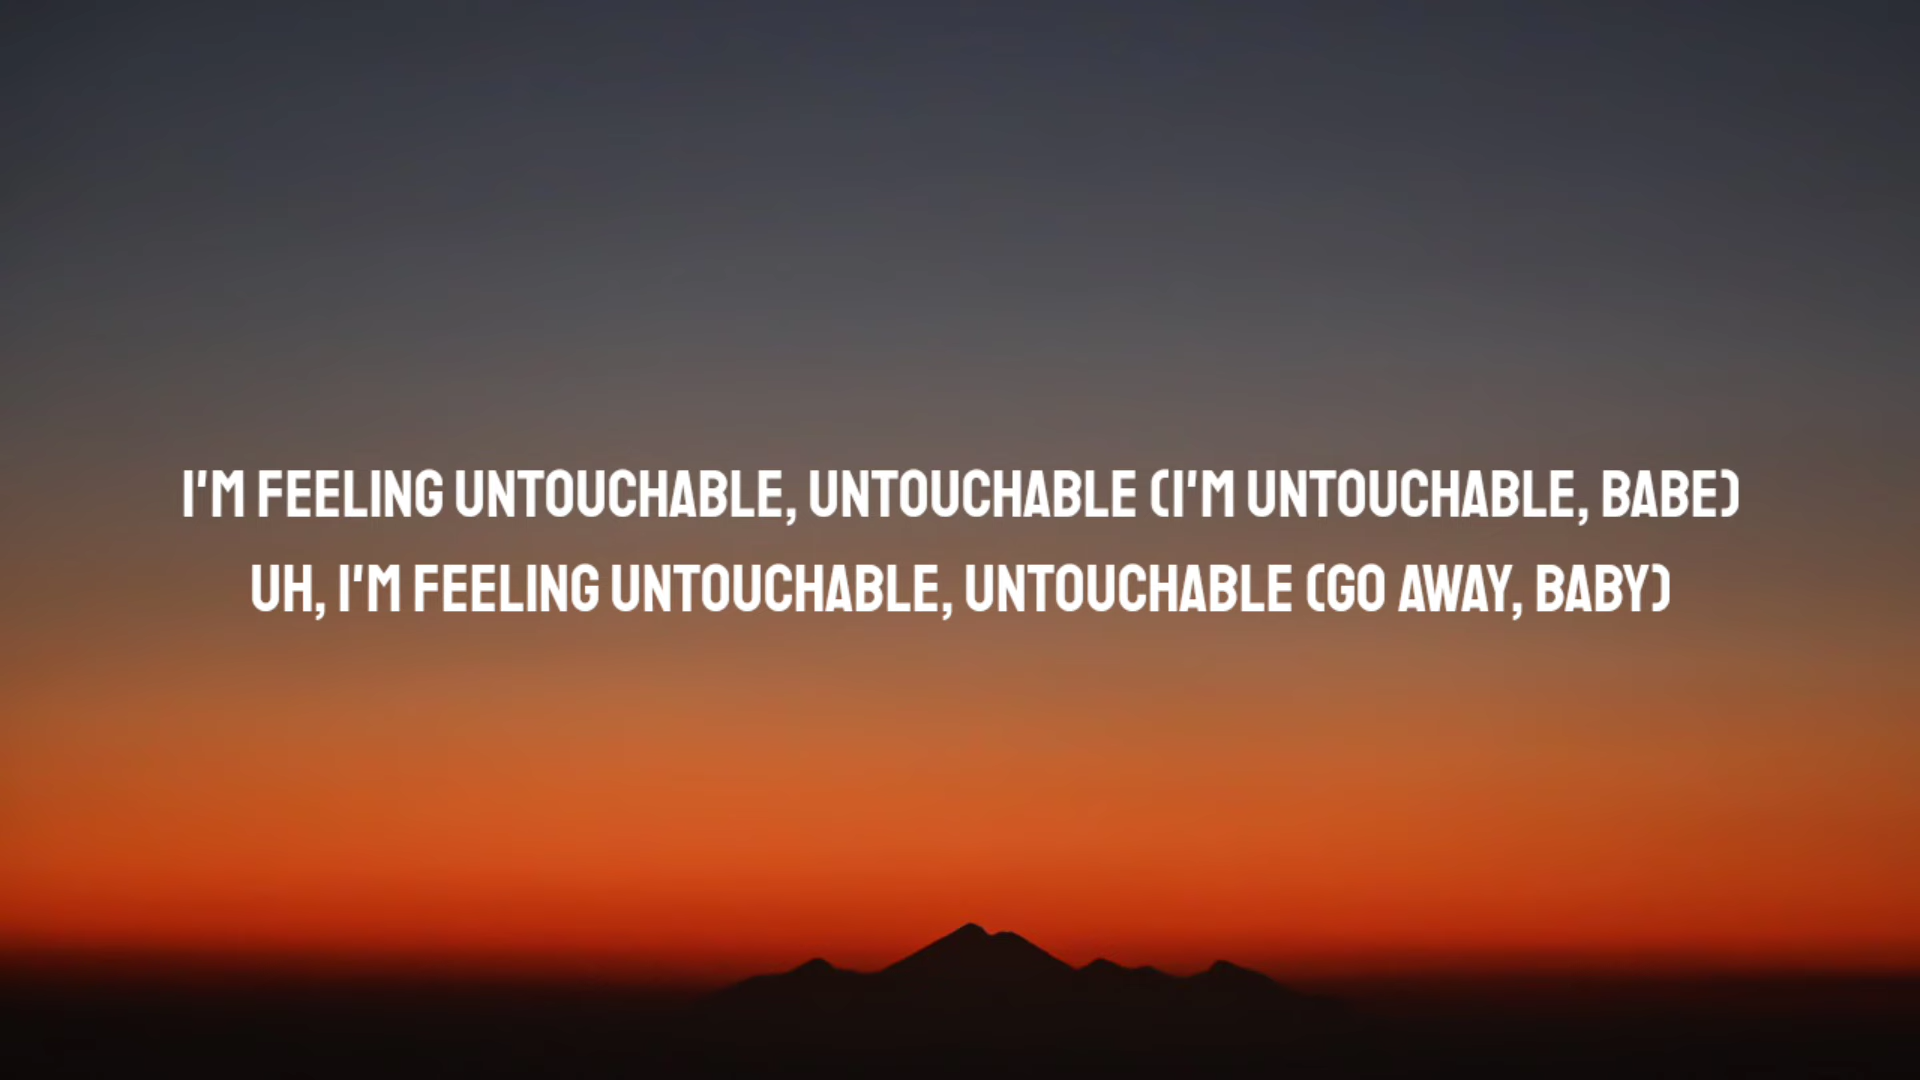 I'M FEELING UNTOUCHABLE, UNTOUCHABLE (I'M UNTOUCHABLE, BABE)
UH, I'M FEELING UNTOUCHABLE, UNTOUCHABLE (GO AWAY, BABY)